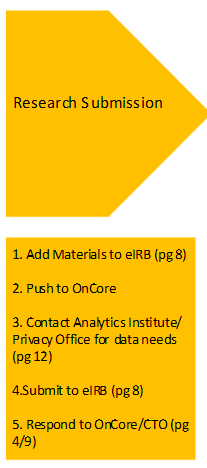 Research Submission
1. Add Materials to eIRB (pg 8)
2. Push to OnCore
3. Contact Analytics Institute/
Privacy Office for data needs
(pg 12)
4.Submit to eIRB (pg 8)
5. Respond to OnCore/CTO (pg
4/9)